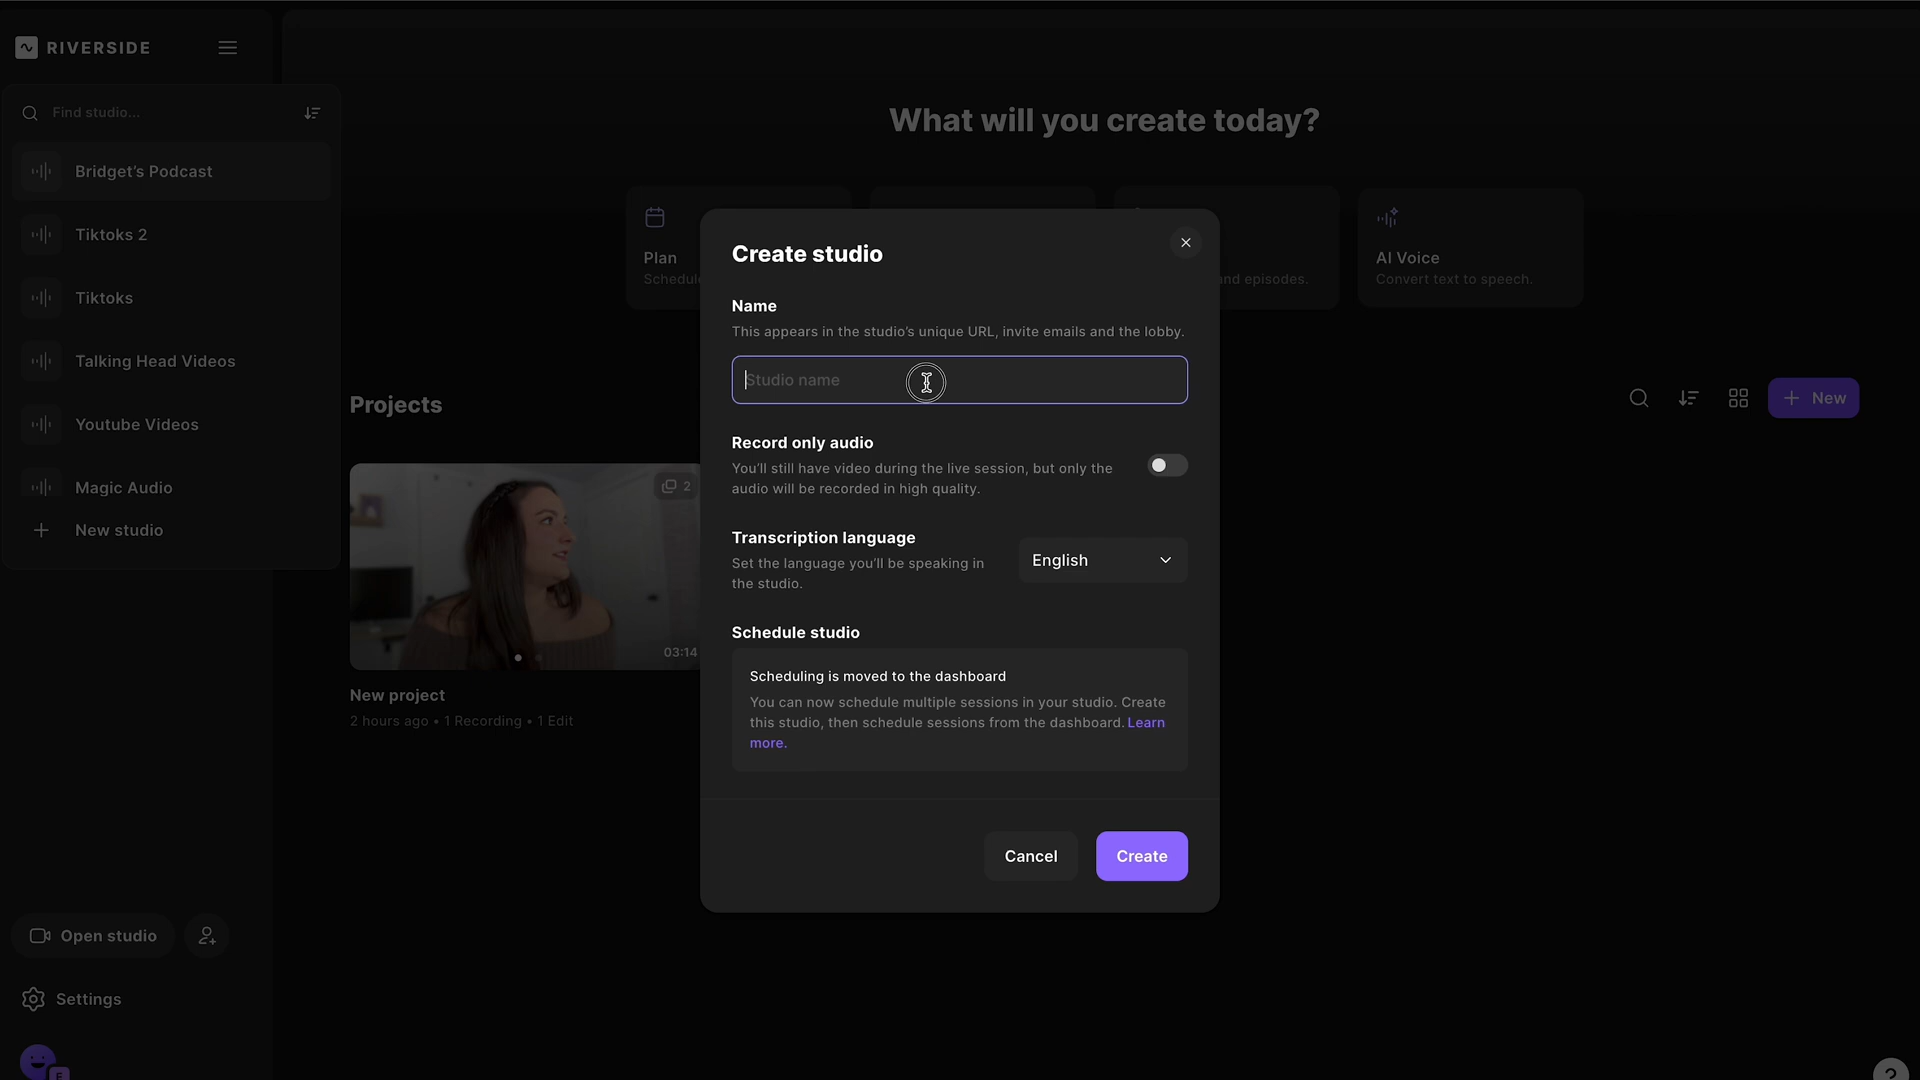 RIVERSIDE
Find studio...
Bridget’s Podcast
Tiktoks 2
Tiktoks
Talking Head Videos
Youtube Videos
Magic Audio
New studio
Open studio
Settings
E
What will you create today?
Plan
Schedul
nd episodes.
AI Voice
Convert text to speech.
Projects
New
2
03:14
New project
2 hours ago • 1 Recording • 1 Edit
Create studio
Name
This appears in the studio’s unique URL, invite emails and the lobby.
Studio name
Record only audio
You’ll still have video during the live session, but only the
audio will be recorded in high quality.
Transcription language
Set the language you’ll be speaking in
the studio.
English
Schedule studio
Scheduling is moved to the dashboard
You can now schedule multiple sessions in your studio. Create
this studio, then schedule sessions from the dashboard. Learn
more.
Cancel
Create
?